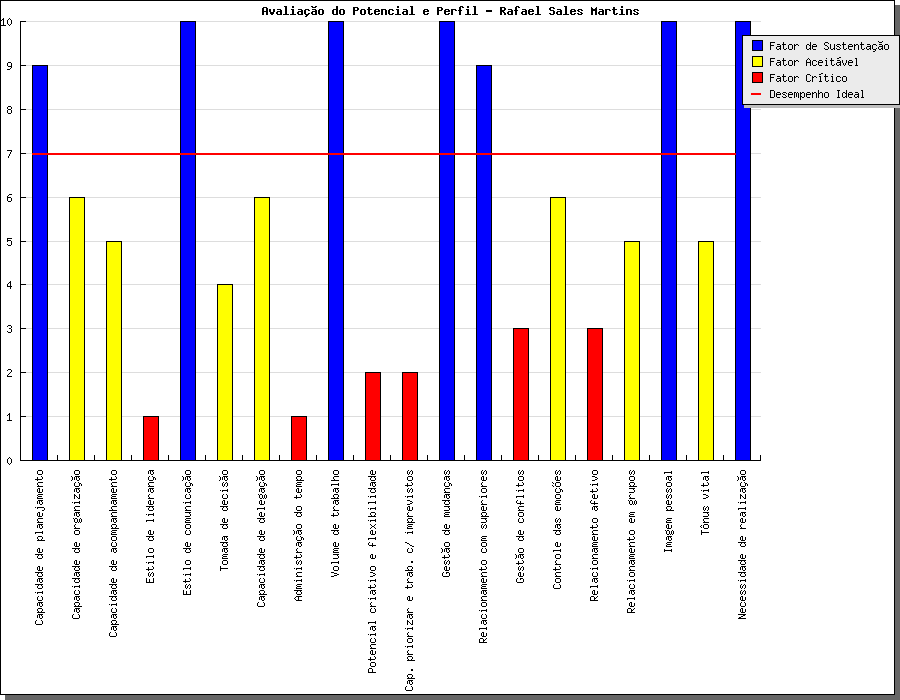 Avaliação do Potencial e Perfil - Rafael Sales Martins
10
9
8
7
6
5
4
3
2
1
0
Fator de Sustentação
Fator Aceitável
Fator Crítico
Desempenho Ideal
Capacidade de planejamento
Capacidade de organização
Capacidade de acompanhamento
Estilo de liderança
Estilo de comunicação
Tomada de decisão
Capacidade de delegação
Administração do tempo
Volume de trabalho
Potencial criativo e flexibilidade
Cap. priorizar e trab. c/ imprevistos
Gestão de mudanças
Relacionamento com superiores
Gestão de conflitos
Controle das emoções
Relacionamento afetivo
Relacionamento em grupos
Imagem pessoal
Tônus vital
Necessidade de realização